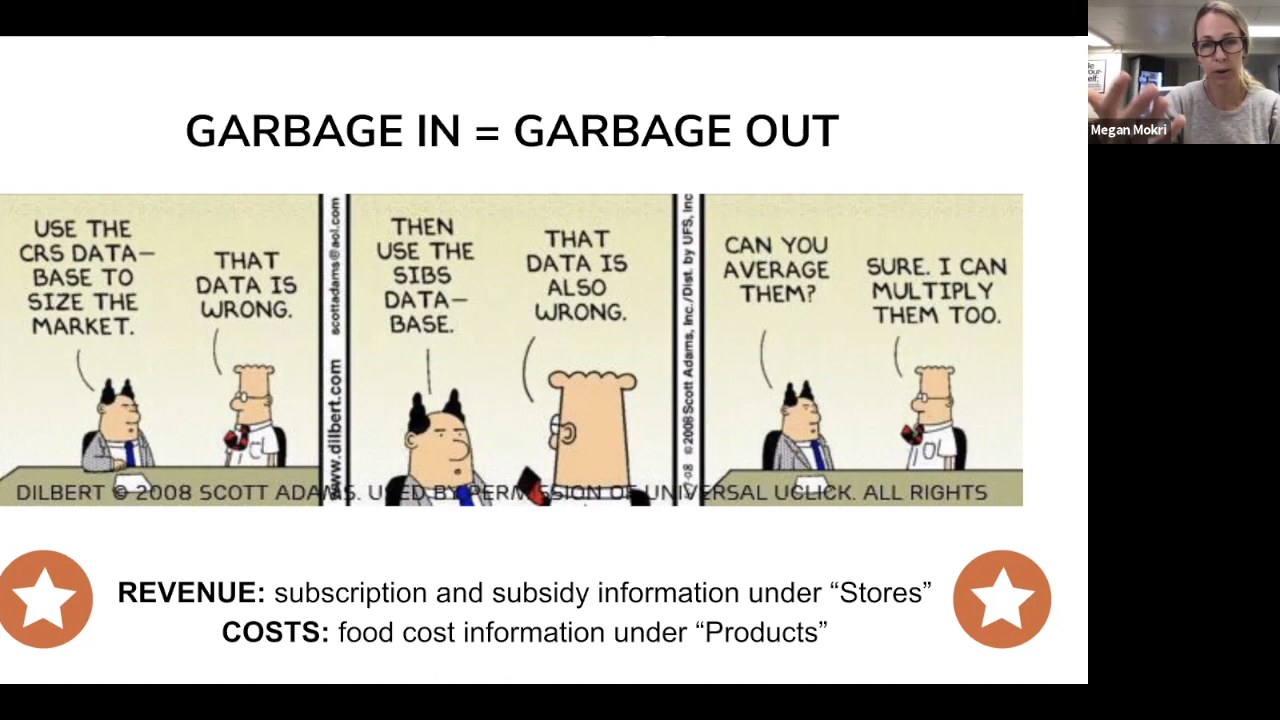 GARBAGE IN = GARBAGE OUT
USE THE
CRS DATA–
BASE TO
SIZE THE
MARKET.
THAT
DATA IS
WRONG.
www.dilbert.com
scottadams@aol.com
THEN
USE THE
SIBS
DATA–
BASE.
THAT
DATA IS
ALSO
WRONG.
-08 ©2008 Scott Adams, Inc./Dist. by UFS, Inc
CAN YOU
AVERAGE
THEM?
SURE. I CAN
MULTIPLY
THEM TOO.
DILBERT © 2008 SCOTT ADAMS. USED BY PERMISSION OF UNIVERSAL UCLICK. ALL RIGHTS
REVENUE: subscription and subsidy information under “Stores”
COSTS: food cost information under “Products”
Megan Mokri